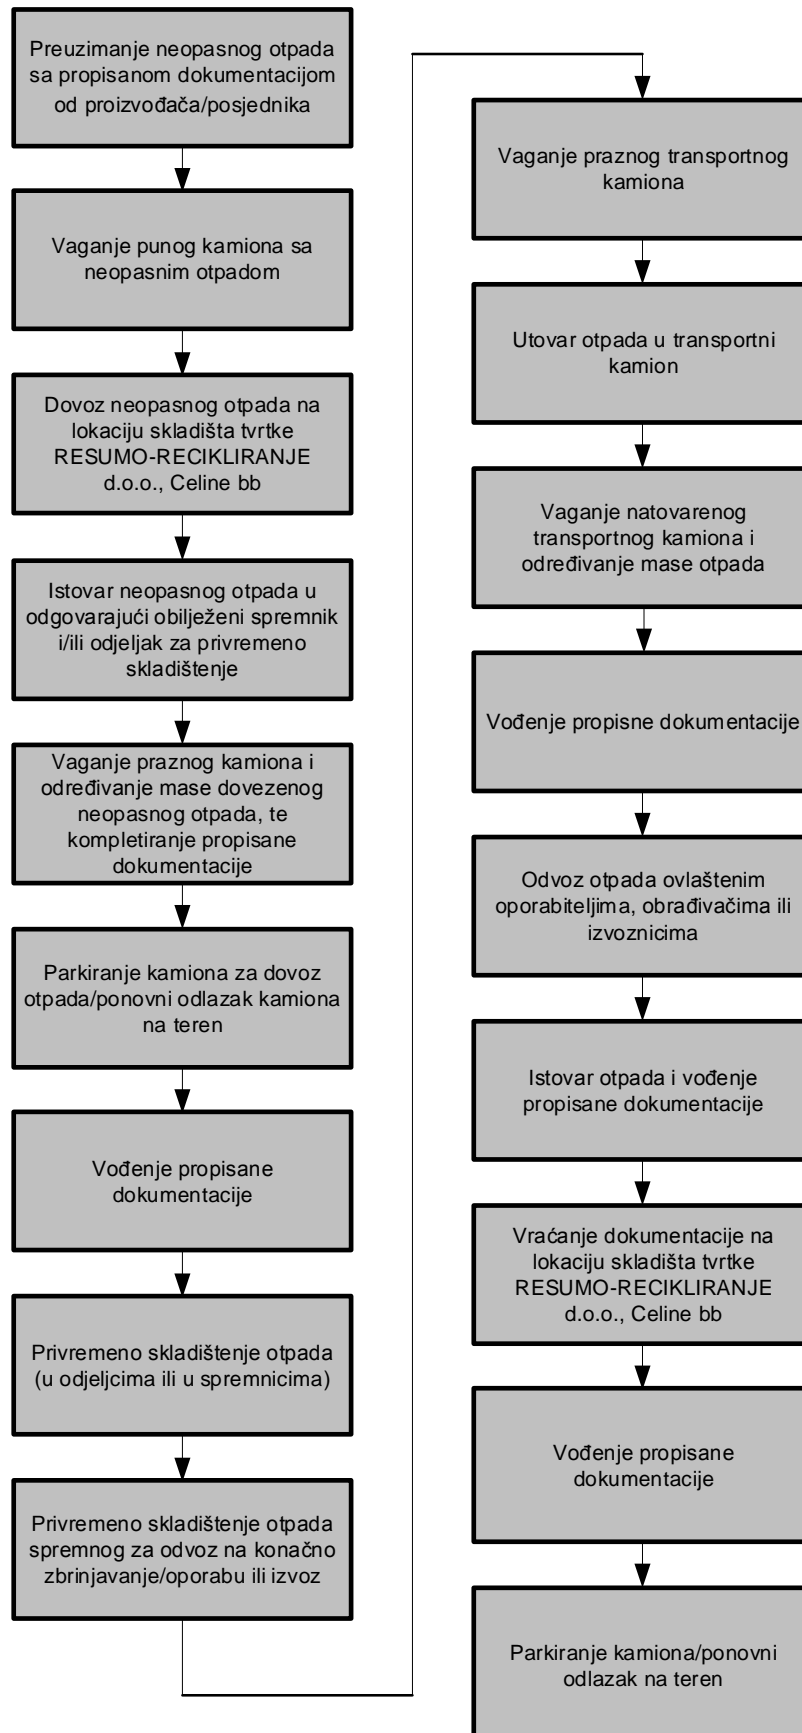 Preuzimanje neopasnog otpada
sa propisanom dokumentacijom
od proizvođača/posjednika
Vaganje punog kamiona sa
neopasnim otpadom
Dovoz neopasnog otpada na
lokaciju skladišta tvrtke
RESUMO-RECIKLIRANJE
d.o.o., Celine bb
Istovar neopasnog otpada u
odgovarajući obilježeni spremnik
i/ili odjeljak za privremeno
skladištenje
Vaganje praznog kamiona i
određivanje mase dovezenog
neopasnog otpada, te
kompletiranje propisane
dokumentacije
Parkiranje kamiona za dovoz
otpada/ponovni odlazak kamiona
na teren
Vođenje propisane
dokumentacije
Privremeno skladištenje otpada
(u odjeljcima ili u spremnicima)
Privremeno skladištenje otpada
spremnog za odvoz na konačno
zbrinjavanje/oporabu ili izvoz
Vaganje praznog transportnog
kamiona
Utovar otpada u transportni
kamion
Vaganje natovarenog
transportnog kamiona i
određivanje mase otpada
Vođenje propisne dokumentacije
Odvoz otpada ovlaštenim
oporabiteljima, obrađivačima ili
izvoznicima
Istovar otpada i vođenje
propisane dokumentacije
Vraćanje dokumentacije na
lokaciju skladišta tvrtke
RESUMO-RECIKLIRANJE
d.o.o., Celine bb
Vođenje propisane
dokumentacije
Parkiranje kamiona/ponovni
odlazak na teren